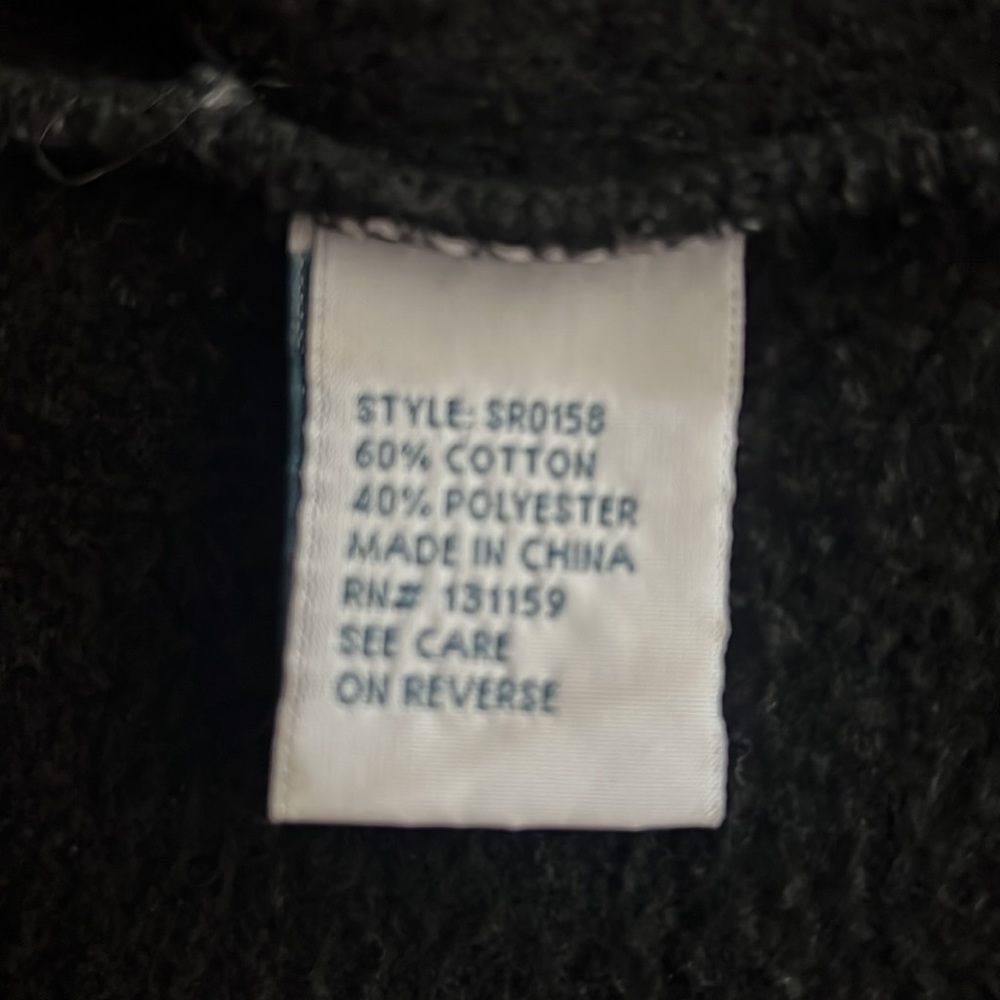 STYLE: SR0158
60% COTTON
40% POLYESTER
MADE IN CHINA
RN# 131159
SEE CARE
ON REVERSE